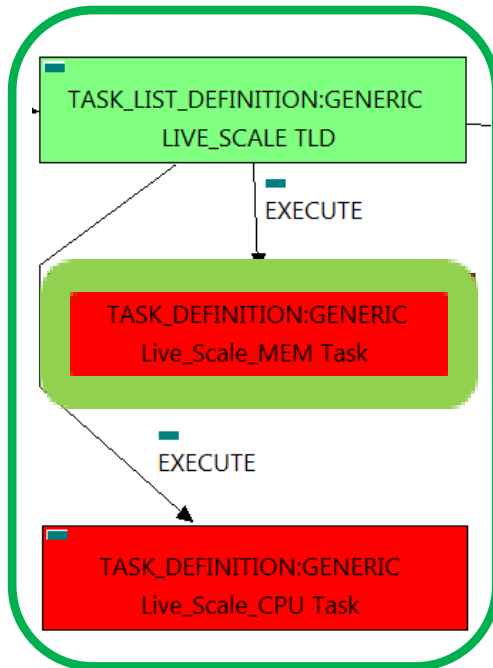 TASK_LIST_DEFINITION:GENERIC
LIVE_SCALE TLD
EXECUTE
TASK_DEFINITION:GENERIC
Live_Scale_MEM Task
EXECUTE
TASK_DEFINITION:GENERIC
Live_Scale_CPU Task